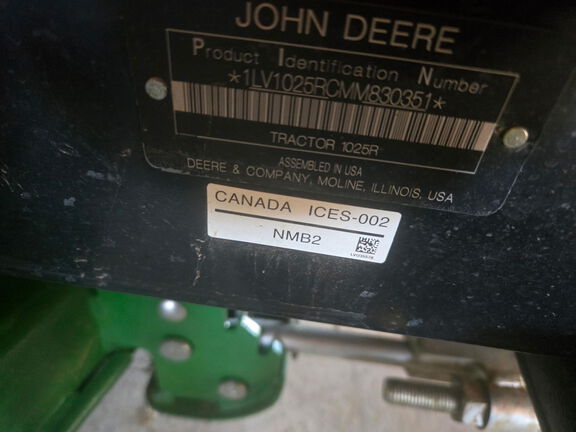 JOHN DEERE
Product Identification Number
*1LV1025RCMM830351*
TRACTOR 1025R
ASSEMBLED IN USA
DEERE & COMPANY, MOLINE, ILLINOIS, USA
CANADA ICES-002
NMB2